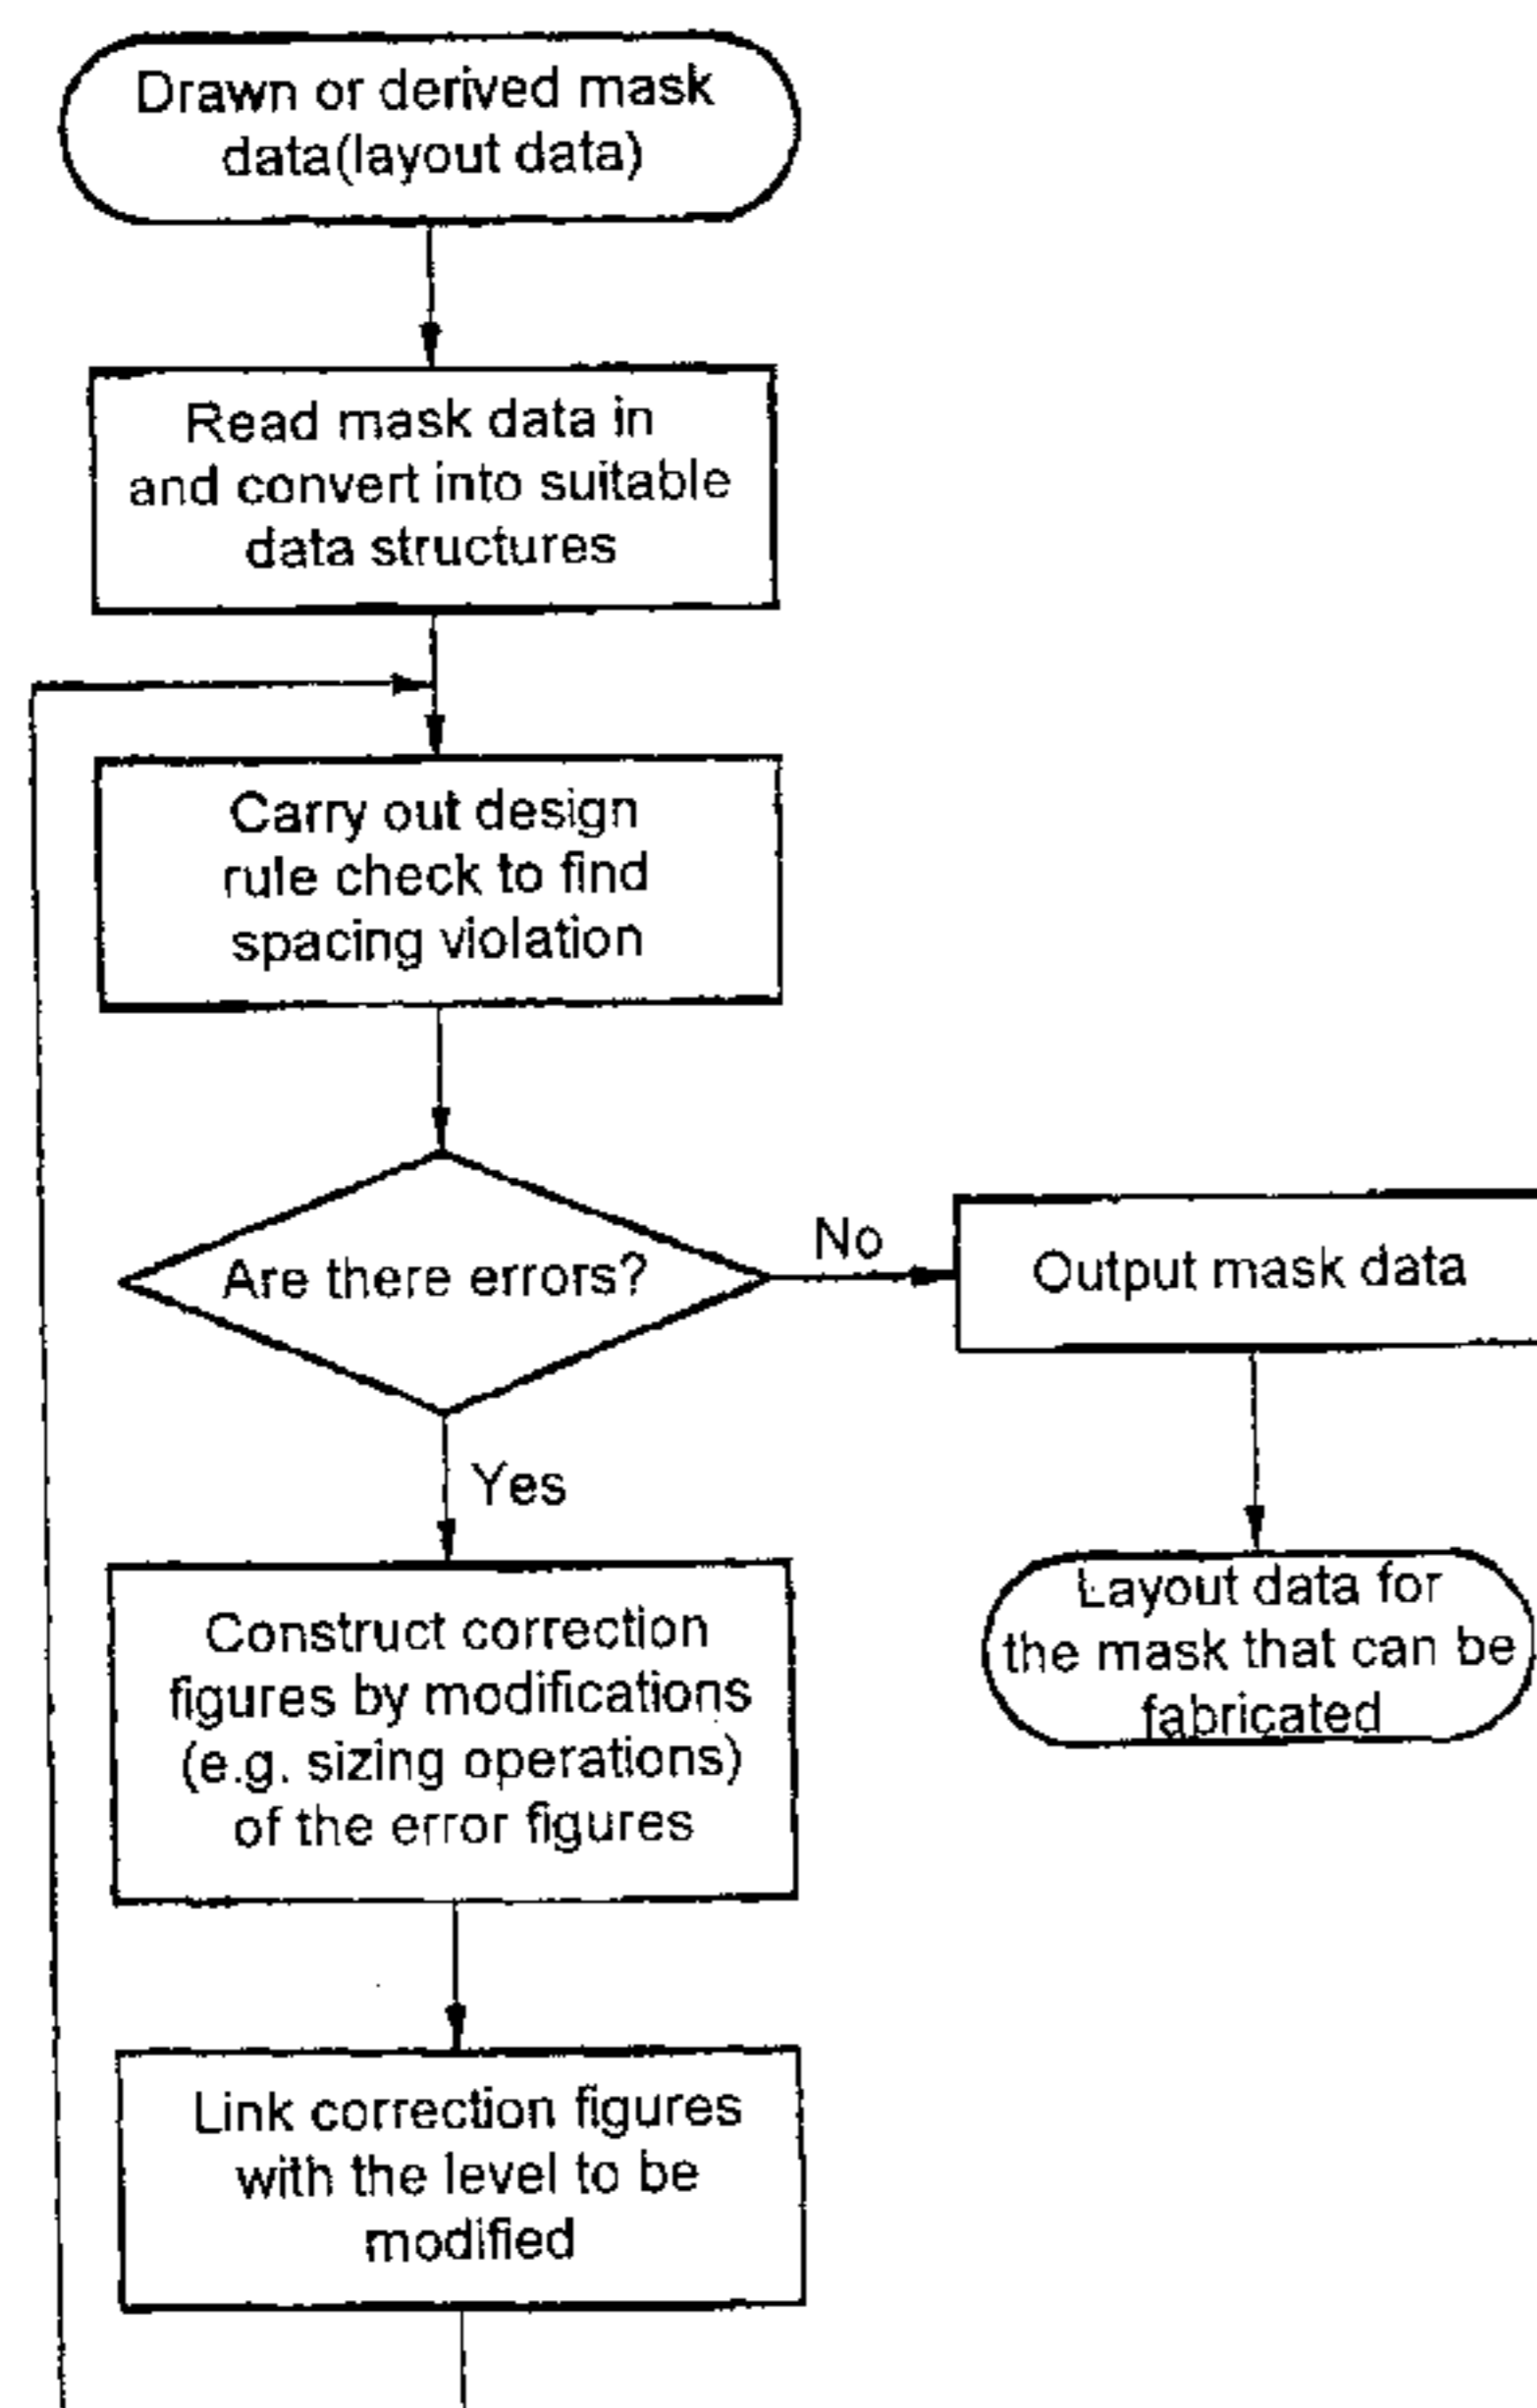 Drawn or derived mask
data(layout data)
Read mask data in
and convert into suitable
data structures
Carry out design
rule check to find
spacing violation
Are there errors?
No
Output mask data
Yes
Layout data for
the mask that can be
fabricated
Construct correction
figures by modifications
(e.g. sizing operations)
of the error figures
Link correction figures
with the level to be
modified